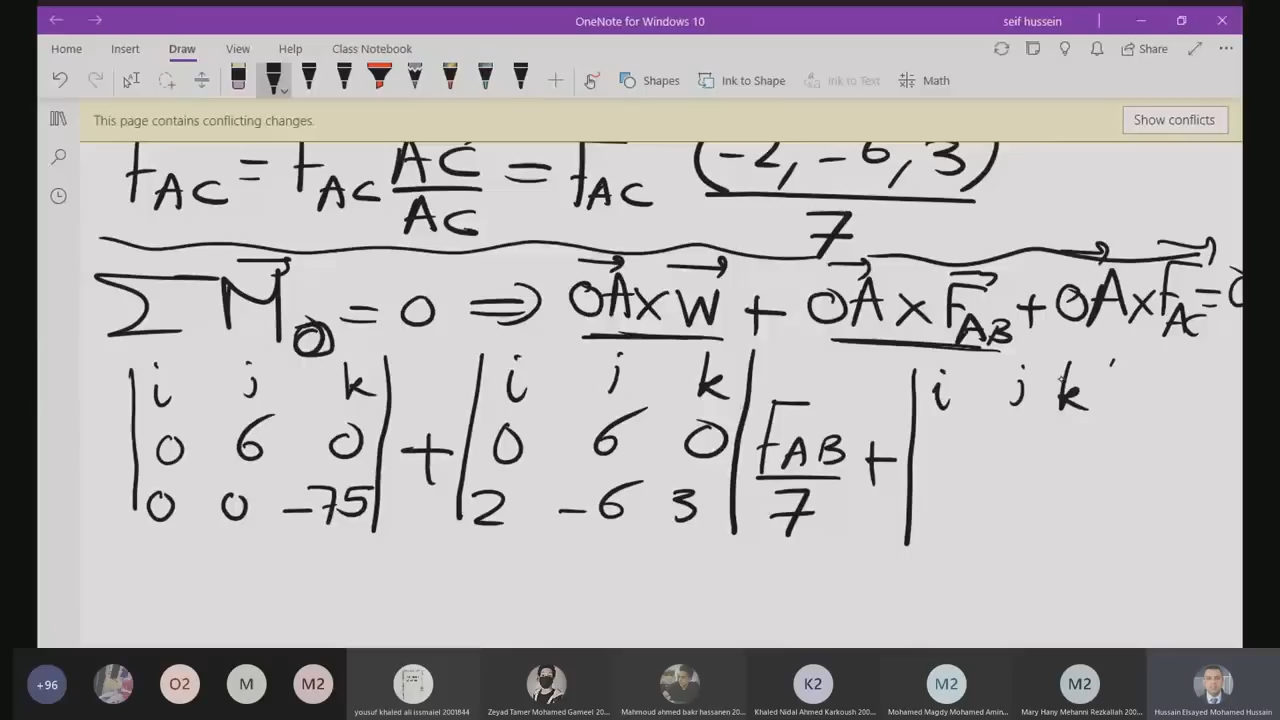 OneNote for Windows 10
seif hussein
Home Insert Draw View Help Class Notebook
Share
Shapes Ink to Shape Ink to Text Math
This page contains conflicting changes.
Show conflicts
F_AC = F_AC AC/AC = F_AC (-2, -6, 3)/7
Σ M_O = 0 ⇒ OA × W + OA × F_AB + OA × F_AC = 0
| i j k | + | i j k | F_AB/7 + | i j k
| 0 6 0 | | 0 6 0 |
| 0 0 -75 | | 2 -6 3 |
+96
O2
M
M2
K2
M2
M2
yousuf khaled ali issmaiel 2001644
Zeyad Tamer Mohamed Gameel 20...
Mahmoud ahmed bakr hassanen 20...
Khaled Nidal Ahmed Karkoush 200...
Mohamed Magdy Mohamed Amin...
Mary Hany Mehanni Rezkallah 200...
Hussain Elsayed Mohamed Hussain